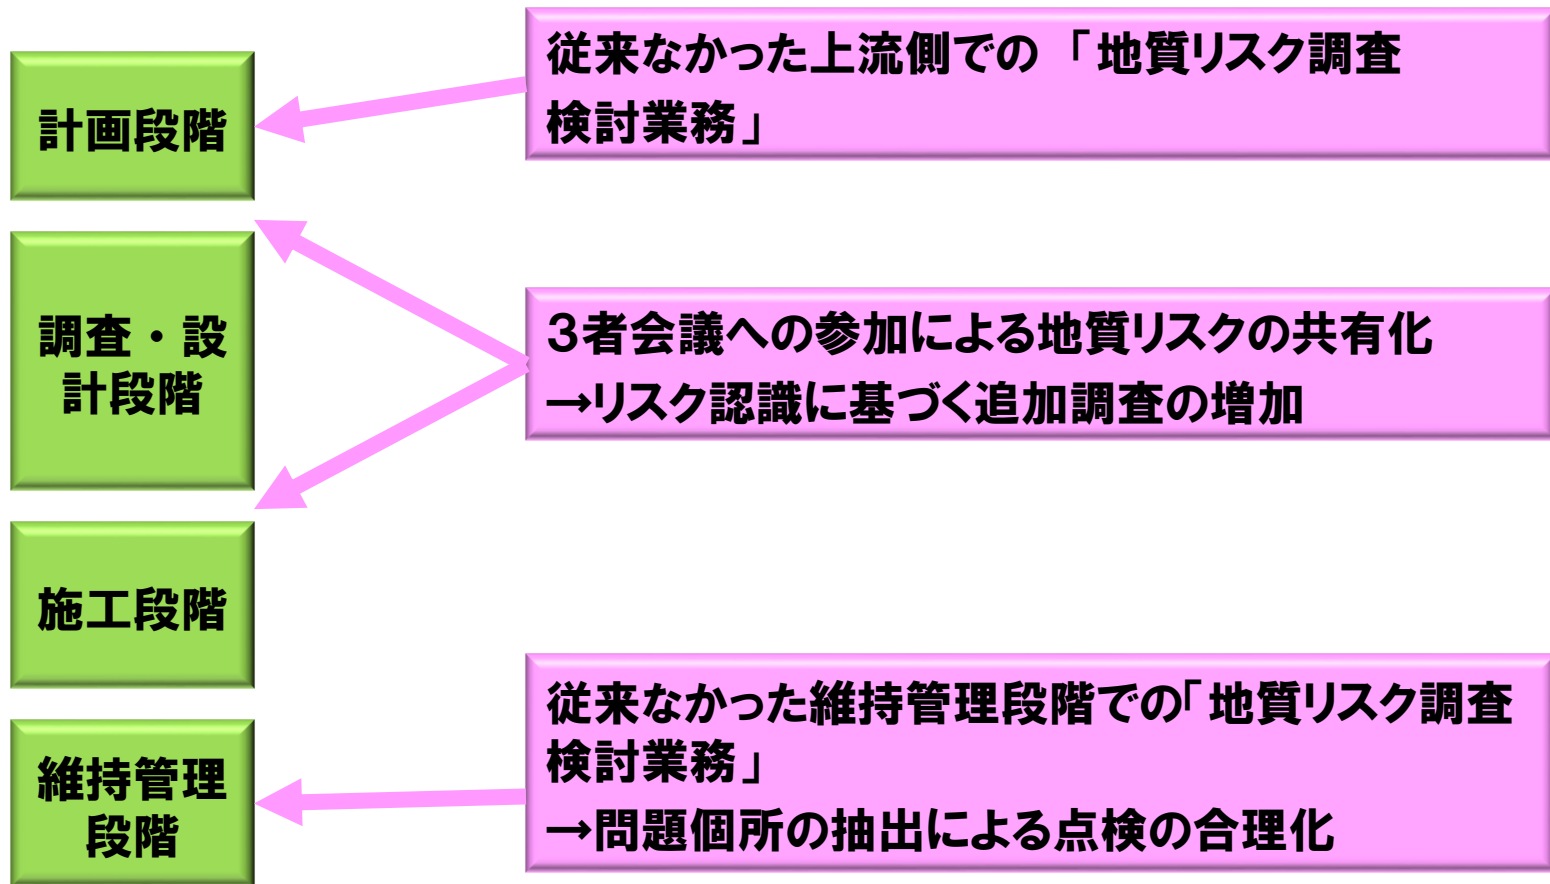 計画段階
従来なかった上流側での 「地質リスク調査
検討業務」
調査・設
計段階
３者会議への参加による地質リスクの共有化
→リスク認識に基づく追加調査の増加
施工段階
維持管理
段階
従来なかった維持管理段階での「地質リスク調査
検討業務」
→問題個所の抽出による点検の合理化